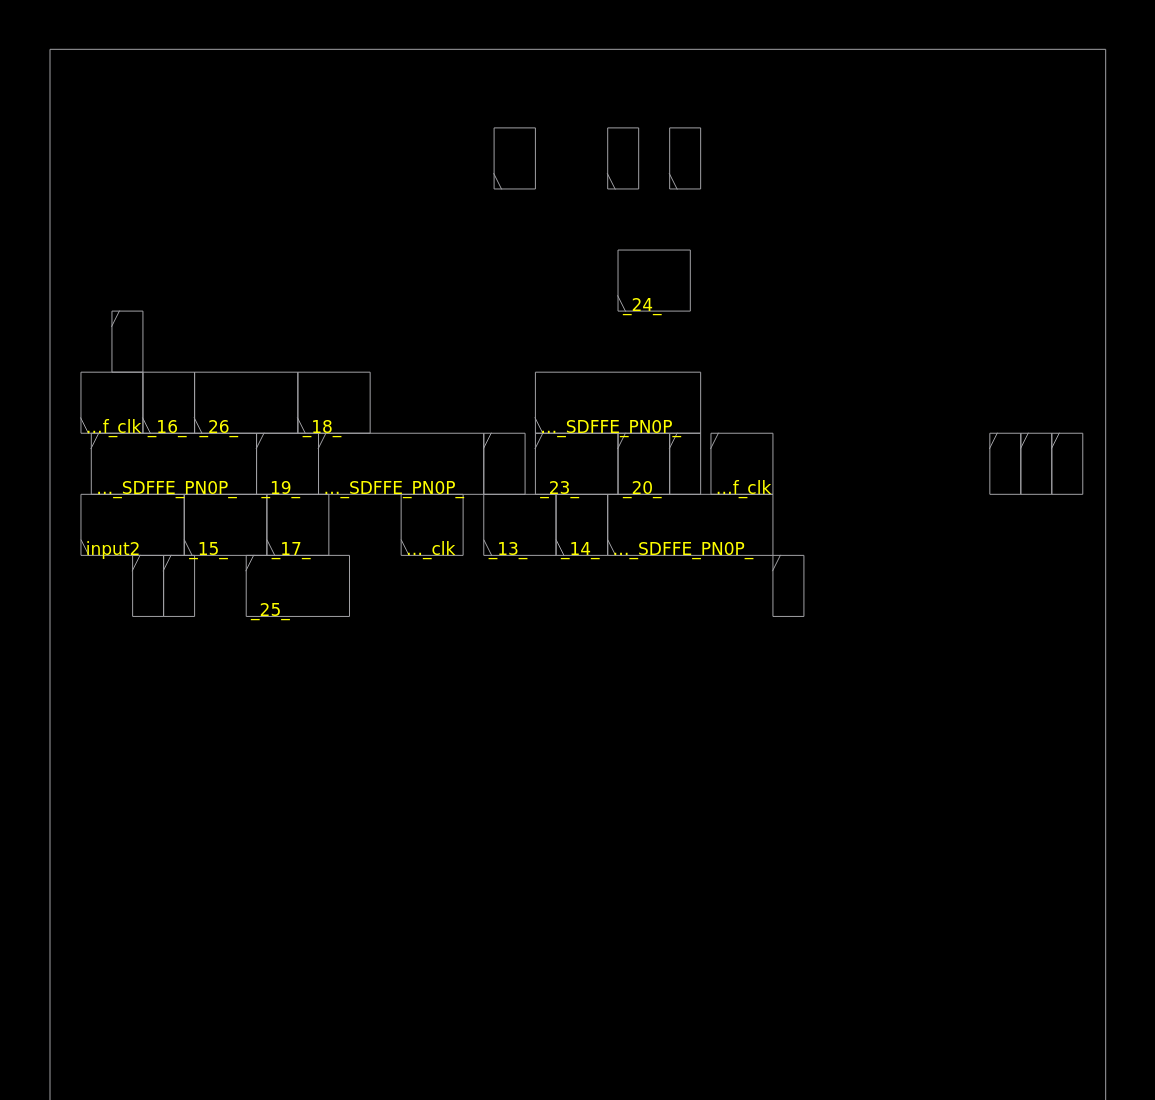 _24_
..._f_clk _16_ _26_ _18_ ..._SDFFE_PN0P_
..._SDFFE_PN0P_ _19_ ..._SDFFE_PN0P_ _23_ _20_ ...f_clk
input2 _15_ _17_ ..._clk _13_ _14_ ..._SDFFE_PN0P_
_25_